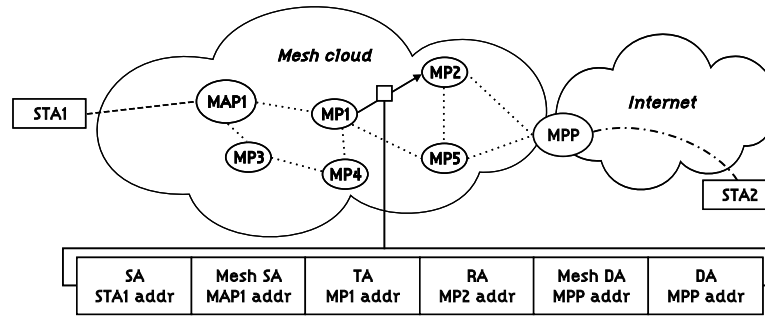 Mesh cloud
MP2
Internet
MAP1
MP1
STA1
MPP
MP3
MP5
MP4
STA2
SA Mesh SA TA RA Mesh DA DA
STA1 addr MAP1 addr MP1 addr MP2 addr MPP addr MPP addr